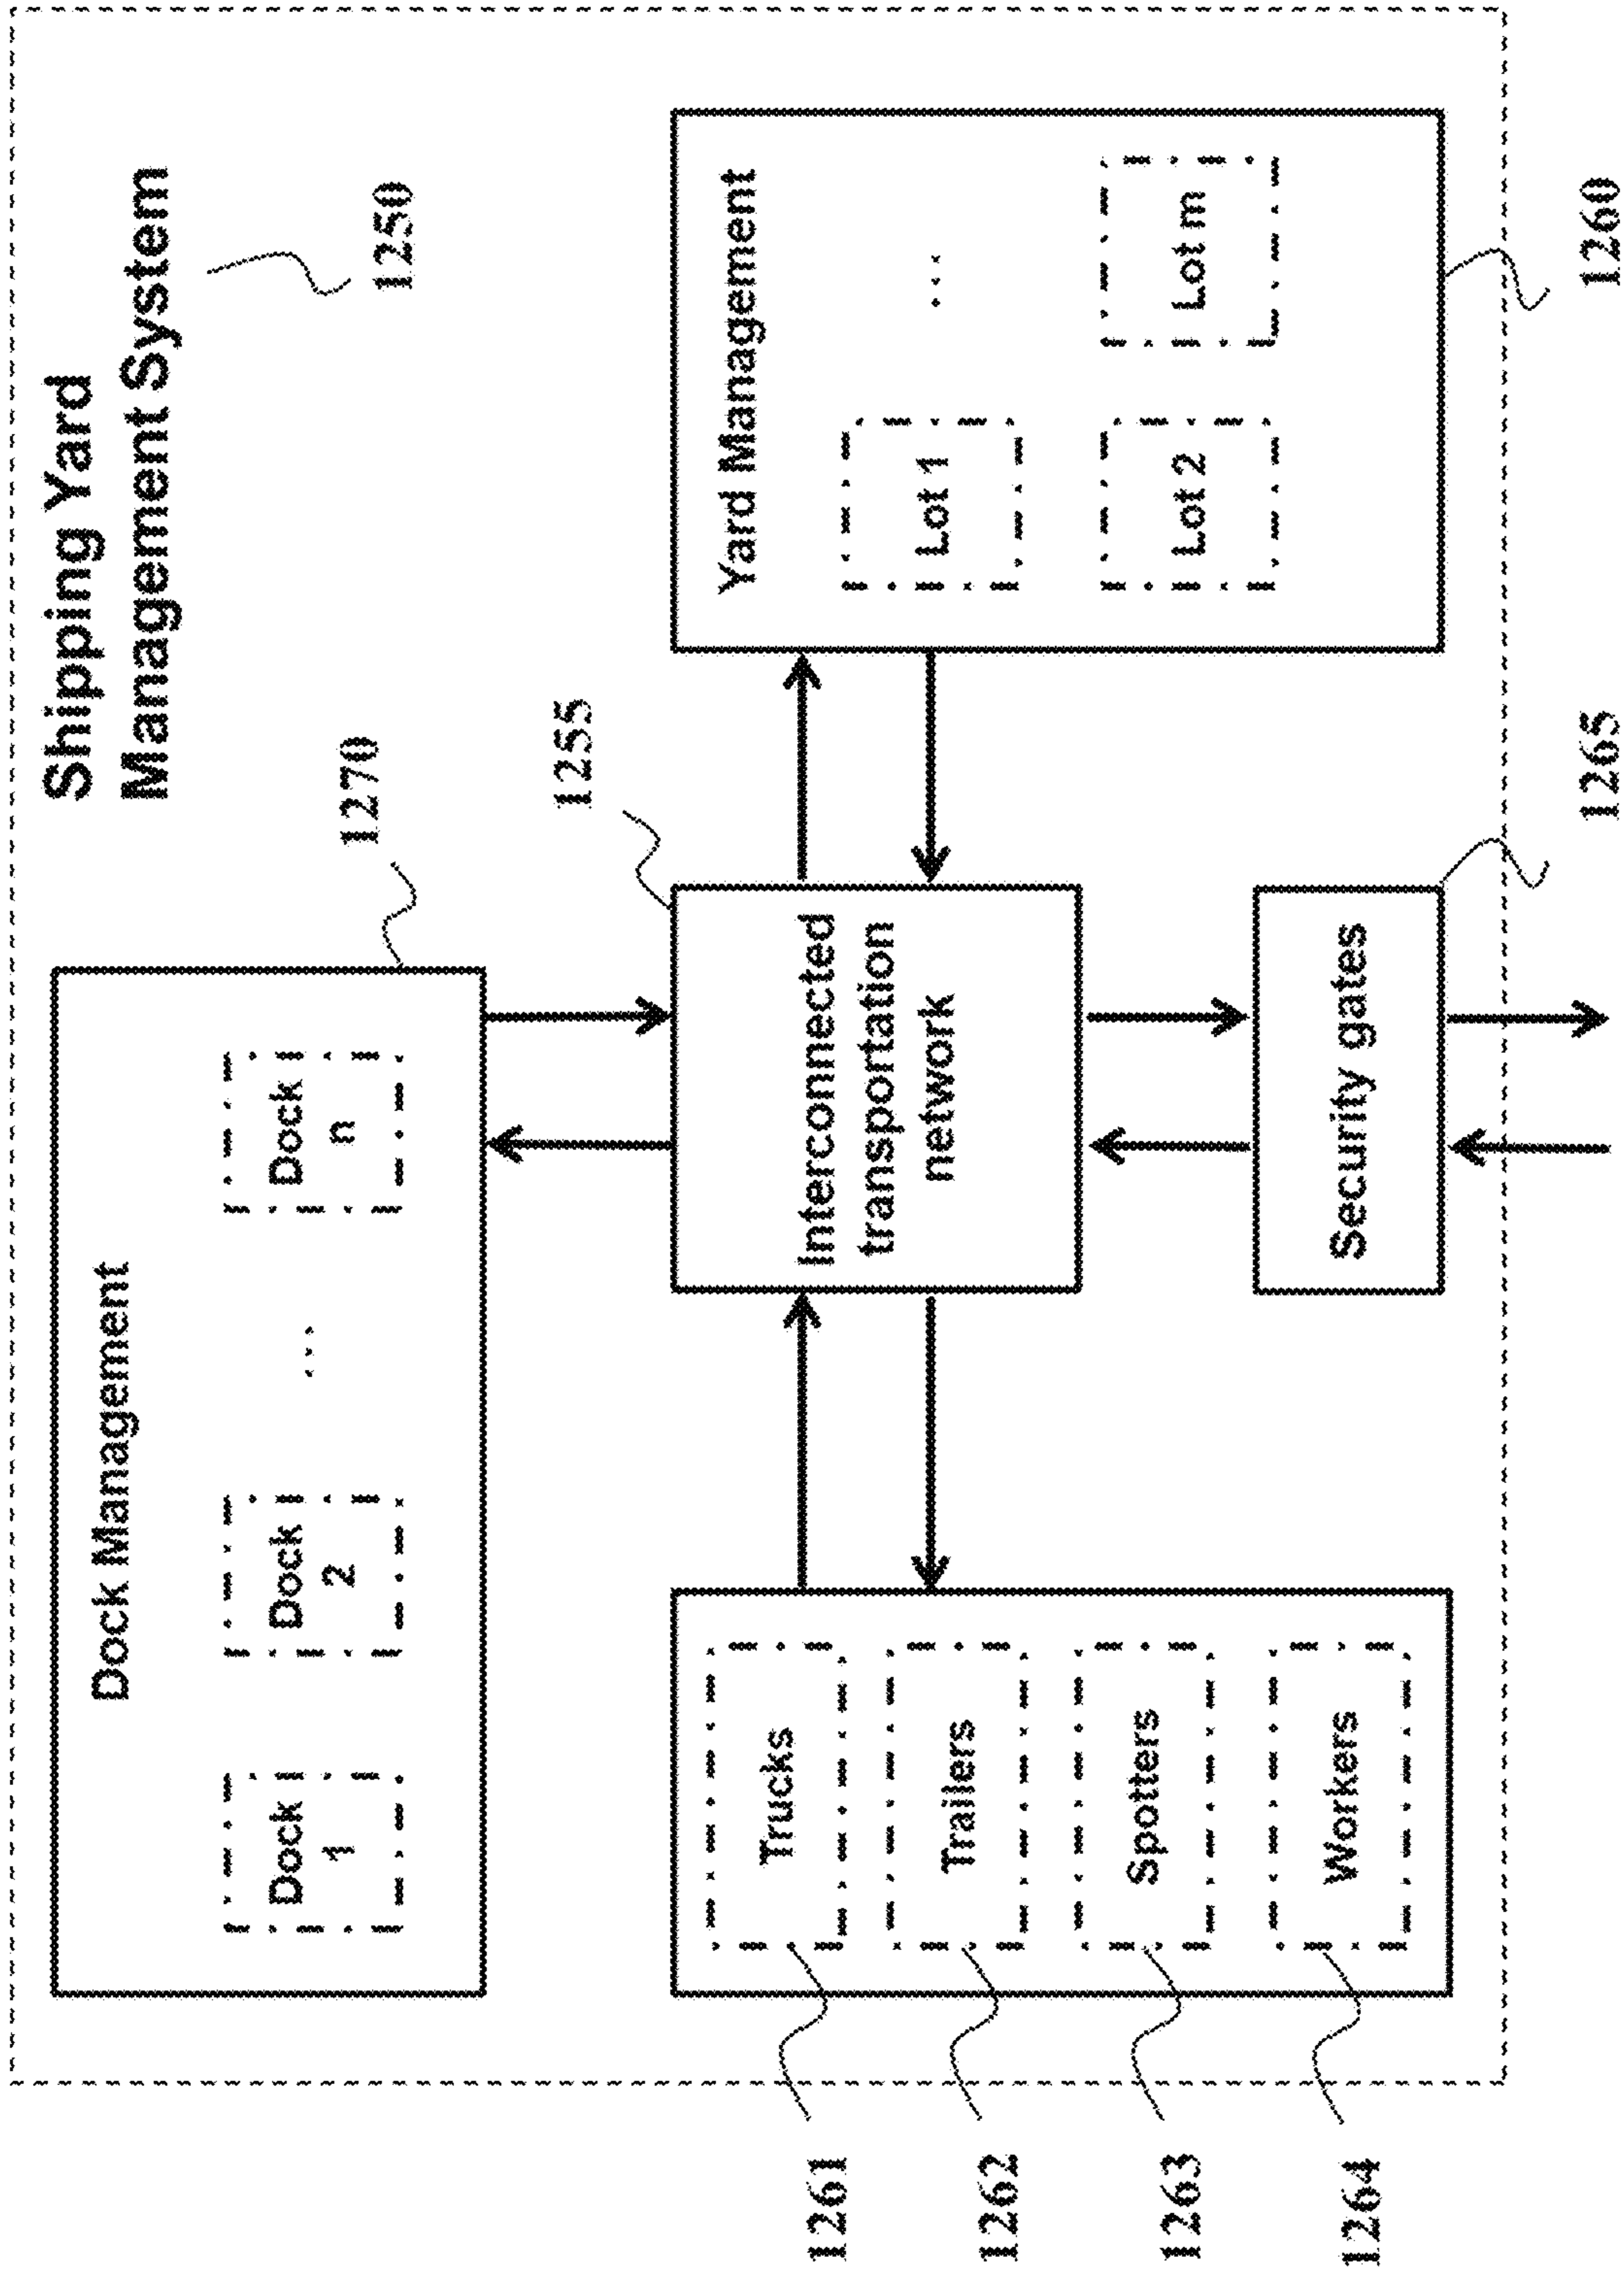 Shipping Yard
Management System
1250
1270
Dock Management
Dock
1
Dock
2
...
Dock
n
1255
Interconnected
transportation
network
Yard Management
Lot 1
...
Lot 2
Lot m
1260
Trucks
Trailers
Spotters
Workers
1261
1262
1263
1264
Security gates
1265